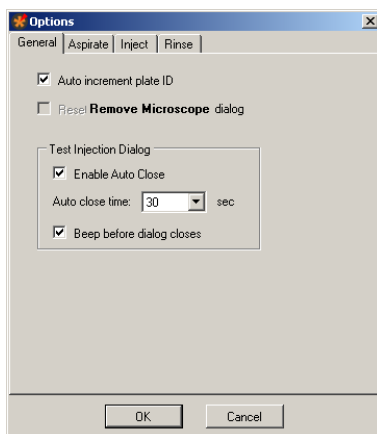 Options
General Aspirate Inject Rinse
Auto increment plate ID
Reset Remove Microscope dialog
Test Injection Dialog
Enable Auto Close
Auto close time: 30 sec
Beep before dialog closes
OK Cancel